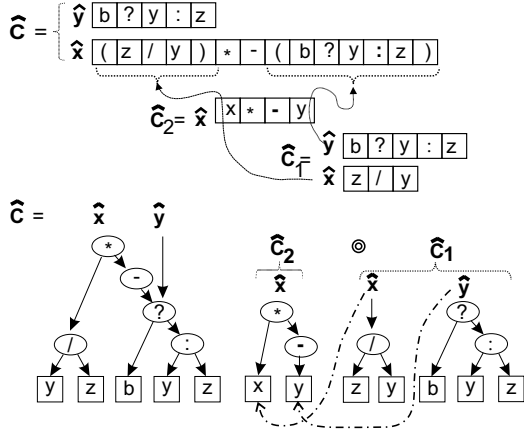 Ĉ = ŷ b ? y : z
x̂ ( z / y ) * - ( b ? y : z )
Ĉ2 = x̂ x * - y
Ĉ1 = ŷ b ? y : z
x̂ z / y
Ĉ = x̂ ŷ
Ĉ2 ⊚ Ĉ1
x̂ x̂ ŷ
* - ? / :
y z b y z
* - / ? :
x y z y b y z